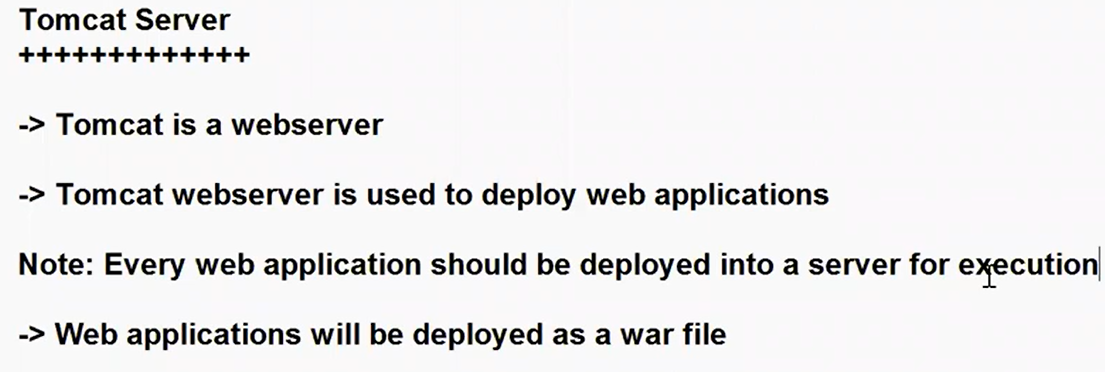 Tomcat Server
+++++++++++++
-> Tomcat is a webserver
-> Tomcat webserver is used to deploy web applications
Note: Every web application should be deployed into a server for execution
-> Web applications will be deployed as a war file